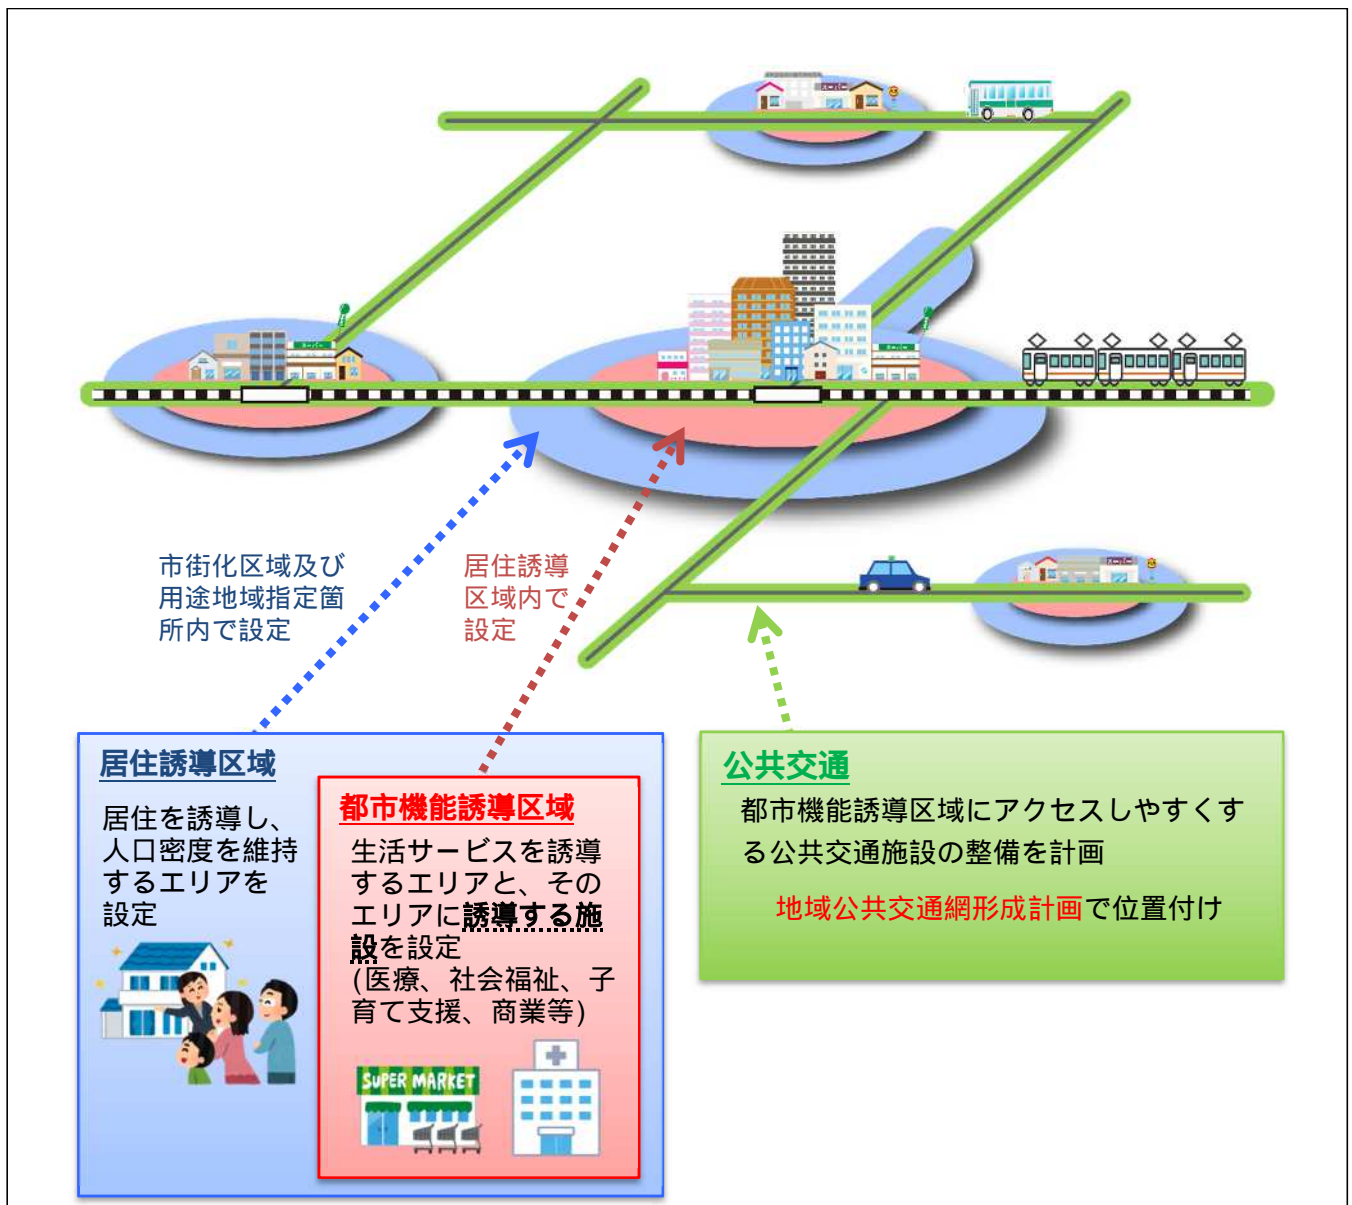 市街化区域及び
用途地域指定箇
所内で設定
居住誘導
区域内で
設定
居住誘導区域
居住を誘導し、
人口密度を維持
するエリアを
設定
都市機能誘導区域
生活サービスを誘導
するエリアと、その
エリアに誘導する施
設を設定
(医療、社会福祉、子
育て支援、商業等)
SUPER MARKET
公共交通
都市機能誘導区域にアクセスしやすくす
る公共交通施設の整備を計画
地域公共交通網形成計画で位置付け